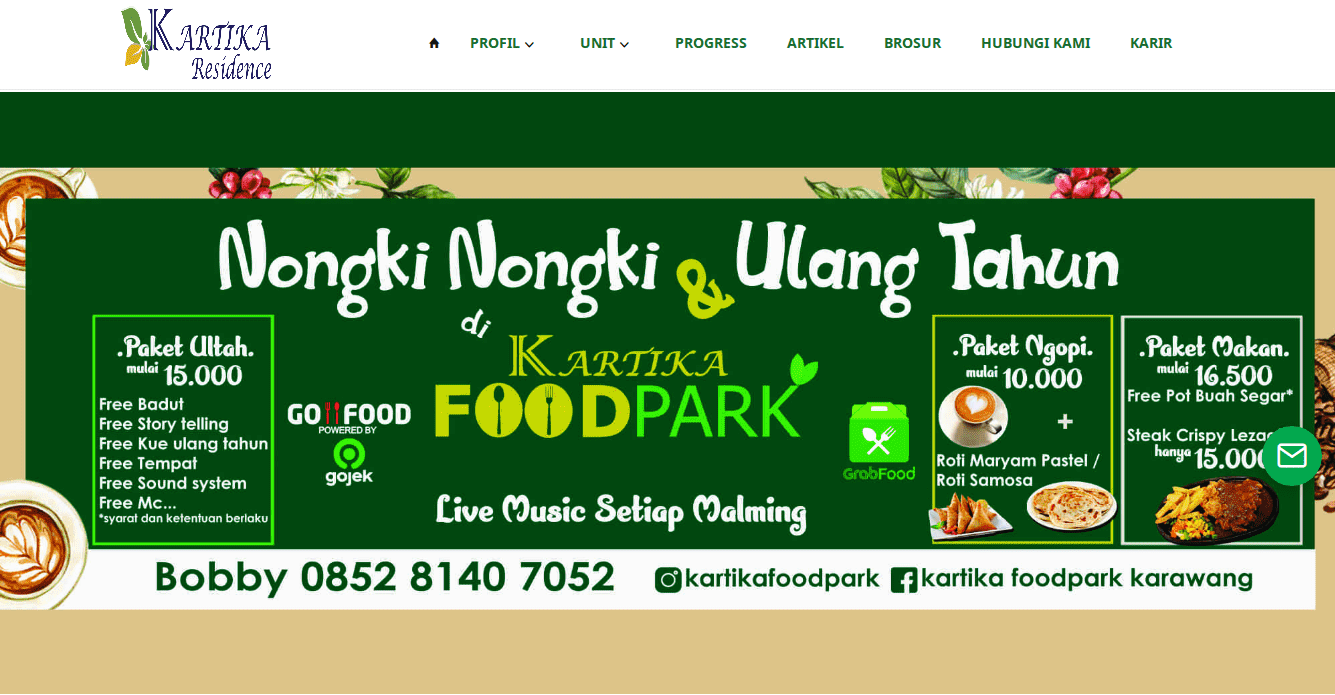 KARTIKA
Residence
PROFIL
UNIT
PROGRESS
ARTIKEL
BROSUR
HUBUNGI KAMI
KARIR
Nongki Nongki & Ulang Tahun
di
KARTIKA
FOODPARK
.Paket Ultah.
mulai 15.000
Free Badut
Free Story telling
Free Kue ulang tahun
Free Tempat
Free Sound system
Free Mc...
*syarat dan ketentuan berlaku
GO FOOD
POWERED BY
gojek
Live Music Setiap Malming
GrabFood
.Paket Ngopi.
mulai 10.000
+
Roti Maryam Pastel /
Roti Samosa
.Paket Makan.
mulai 16.500
Free Pot Buah Segar*
Steak Crispy
hanya
Bobby 0852 8140 7052
kartikafoodpark
kartika foodpark karawang